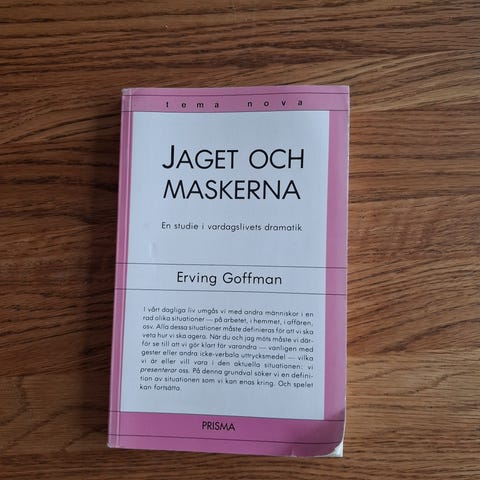 tema nova
JAGET OCH
MASKERNA
En studie i vardagslivets dramatik
Erving Goffman
I vårt dagliga liv umgås vi med andra människor i en
rad olika situationer — på arbetet, i hemmet, i affären,
osv. Alla dessa situationer måste definieras för att vi ska
veta hur vi ska agera. När du och jag möts måste vi där-
för se till att vi gör klart för varandra — vanligen med
gester eller andra icke-verbala uttrycksmedel — vilka
vi är eller vill vara i den aktuella situationen: vi
presenterar oss. På denna grundval söker vi en defini-
tion av situationen som vi kan enas kring. Och spelet
kan fortsätta.
PRISMA